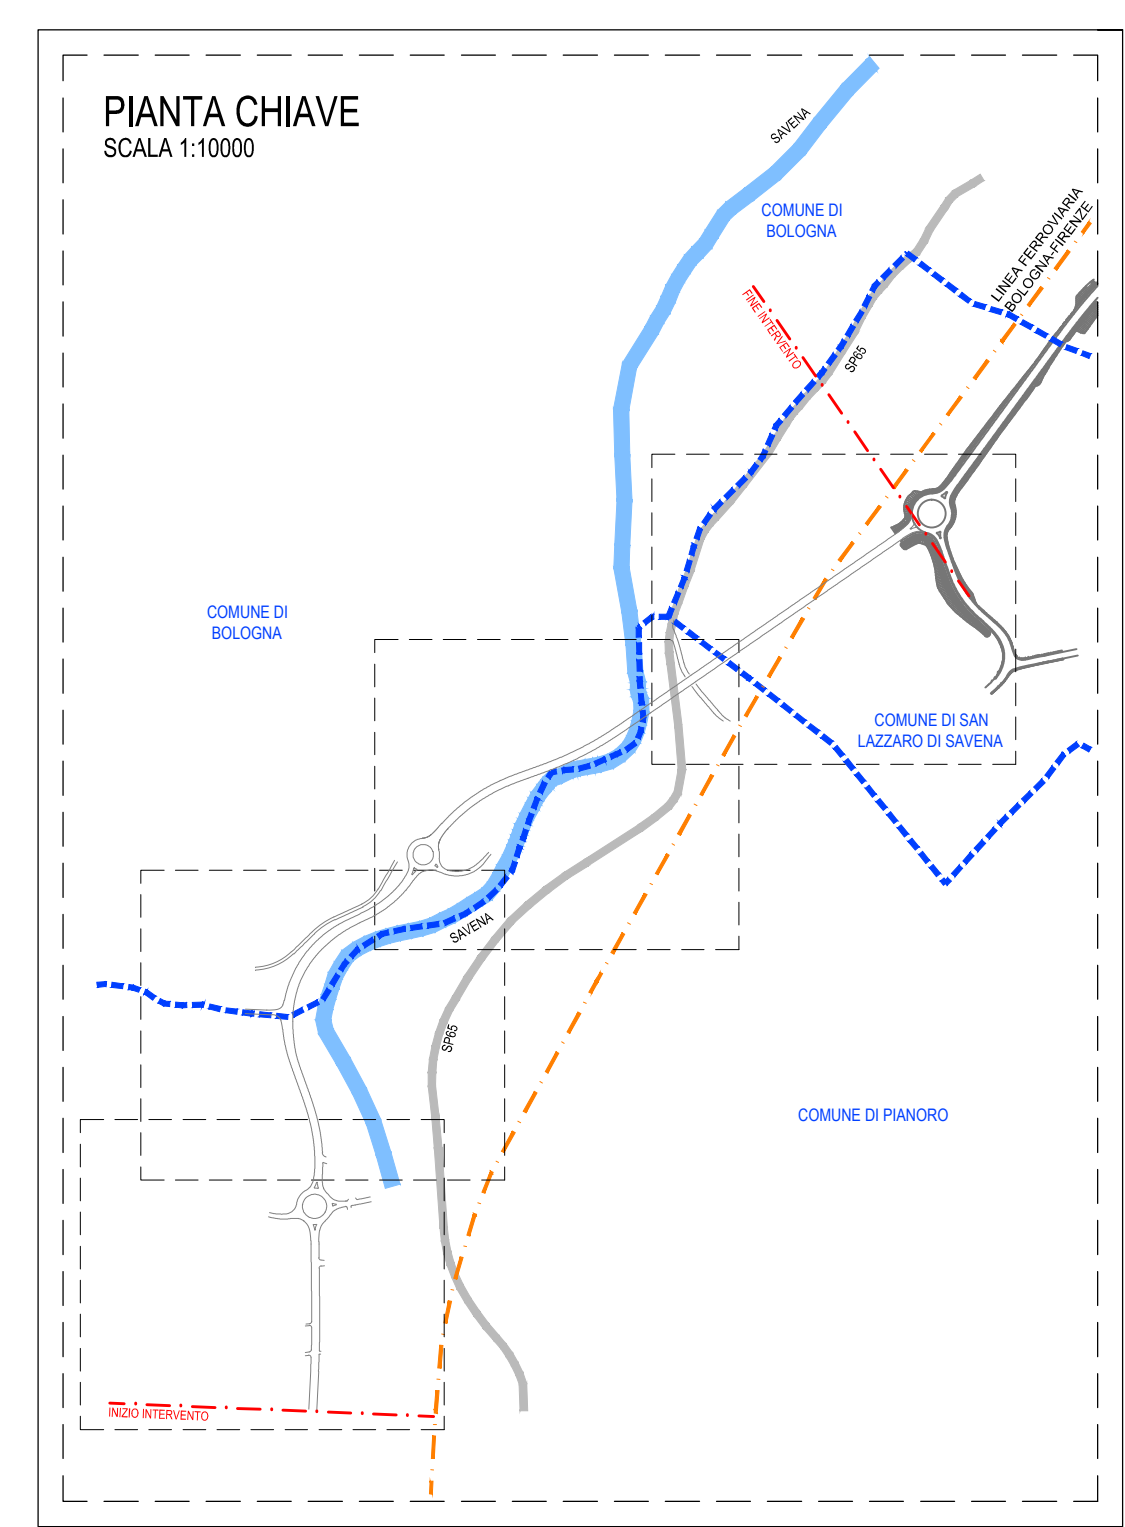 PIANTA CHIAVE
SCALA 1:10000
SAVENA
COMUNE DI
BOLOGNA
LINEA FERROVIARIA
BOLOGNA-FIRENZE
FINE INTERVENTO
SP65
COMUNE DI
BOLOGNA
COMUNE DI SAN
LAZZARO DI SAVENA
SAVENA
SP65
COMUNE DI PIANORO
INIZIO INTERVENTO